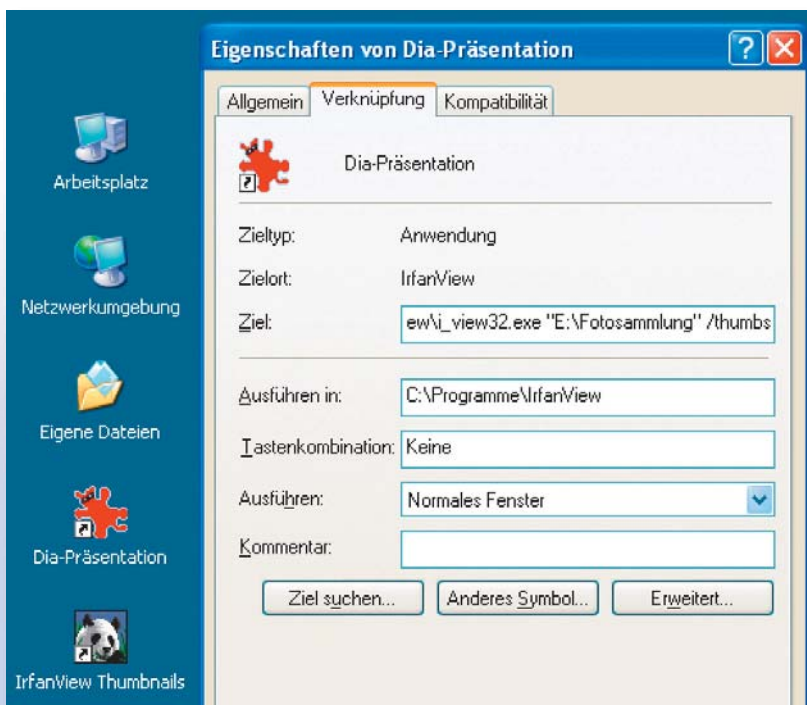 Eigenschaften von Dia-Präsentation
Allgemein
Verknüpfung
Kompatibilität
Dia-Präsentation
Zieltyp:
Anwendung
Zielort:
IrfanView
Ziel:
ew\i_view32.exe "E:\Fotosammlung" /thumbs
Ausführen in:
C:\Programme\IrfanView
Tastenkombination:
Keine
Ausführen:
Normales Fenster
Kommentar:
Ziel suchen...
Anderes Symbol...
Erweitert...
Arbeitsplatz
Netzwerkumgebung
Eigene Dateien
Dia-Präsentation
IrfanView Thumbnails